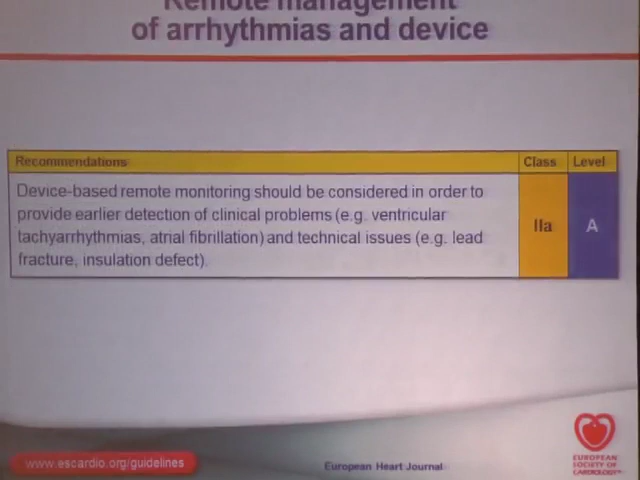 Remote management
of arrhythmias and device
Recommendations Class Level
Device-based remote monitoring should be considered in order to
provide earlier detection of clinical problems (e.g. ventricular
tachyarrhythmias, atrial fibrillation) and technical issues (e.g. lead
fracture, insulation defect).
IIa A
www.escardio.org/guidelines
European Heart Journal
EUROPEAN
SOCIETY OF
CARDIOLOGY